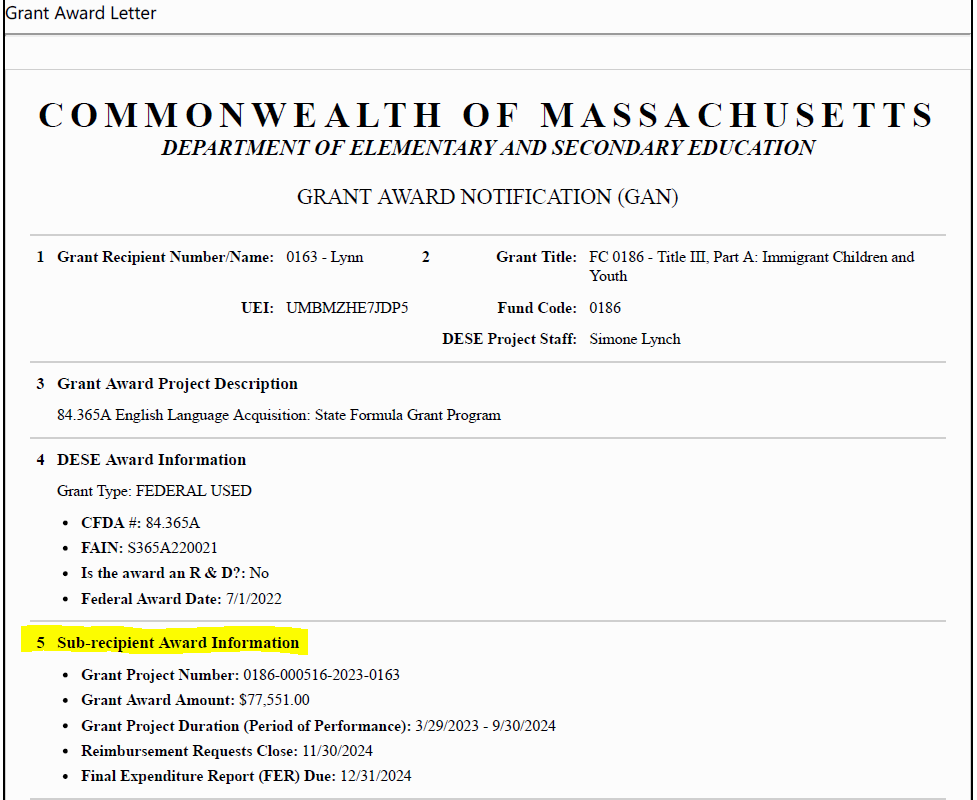 Grant Award Letter
COMMONWEALTH OF MASSACHUSETTS
DEPARTMENT OF ELEMENTARY AND SECONDARY EDUCATION
GRANT AWARD NOTIFICATION (GAN)
1 Grant Recipient Number/Name: 0163 - Lynn 2 Grant Title: FC 0186 - Title III, Part A: Immigrant Children and
Youth
UEI: UMBMZHE7JDP5 Fund Code: 0186
DESE Project Staff: Simone Lynch
3 Grant Award Project Description
84.365A English Language Acquisition: State Formula Grant Program
4 DESE Award Information
Grant Type: FEDERAL USED
• CFDA #: 84.365A
• FAIN: S365A220021
• Is the award an R & D?: No
• Federal Award Date: 7/1/2022
5 Sub-recipient Award Information
• Grant Project Number: 0186-000516-2023-0163
• Grant Award Amount: $77,551.00
• Grant Project Duration (Period of Performance): 3/29/2023 - 9/30/2024
• Reimbursement Requests Close: 11/30/2024
• Final Expenditure Report (FER) Due: 12/31/2024